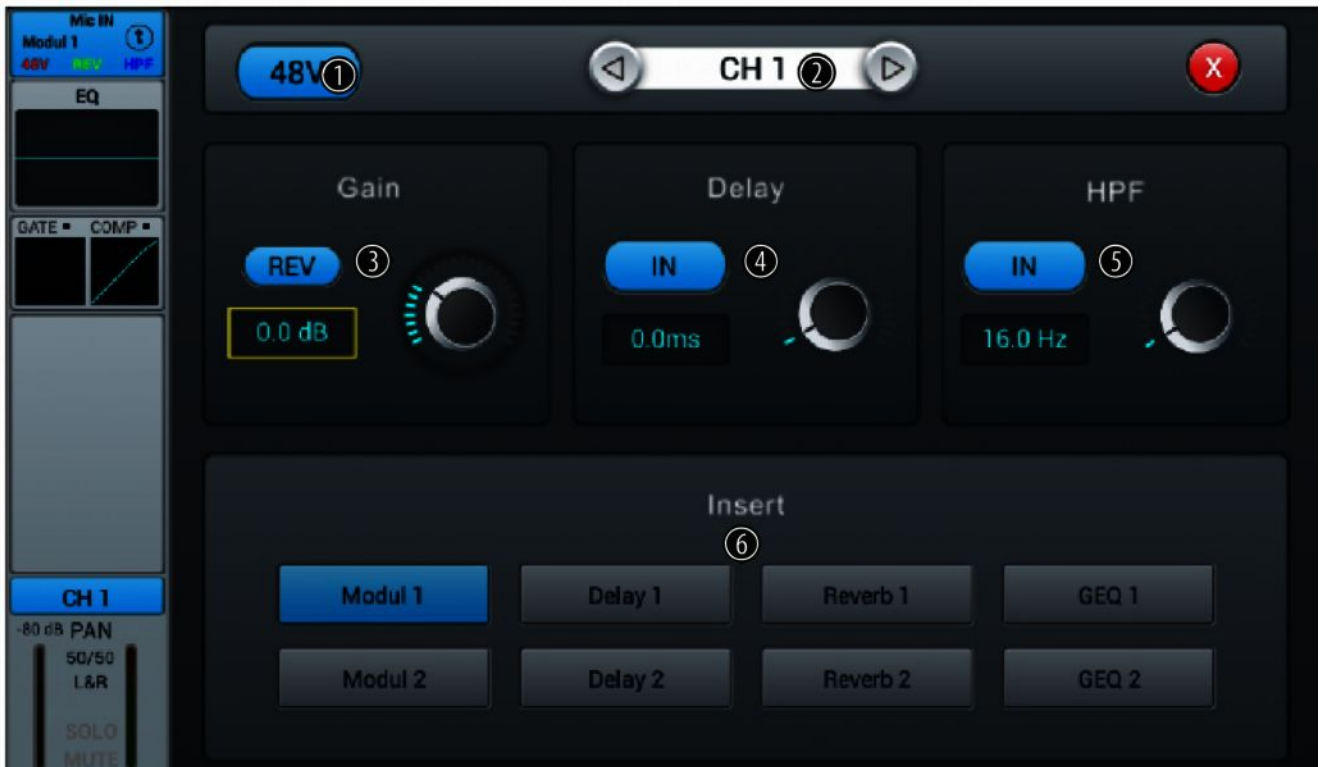 Mic IN
Modul 1
48V REV HPF
EQ
GATE COMP
CH 1
-80 dB PAN
50/50
L&R
SOLO
MUTE
48V ①
CH 1 ②
X
Gain
REV ③
0.0 dB
Delay
IN ④
0.0ms
HPF
IN ⑤
16.0 Hz
Insert
⑥
Modul 1 Delay 1 Reverb 1 GEQ 1
Modul 2 Delay 2 Reverb 2 GEQ 2